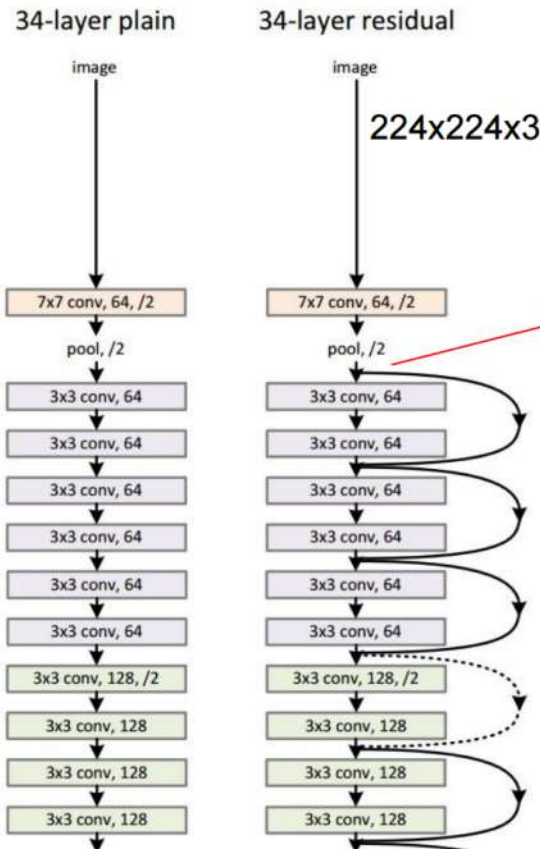 34-layer plain
34-layer residual
image
image
224x224x3
7x7 conv, 64, /2
7x7 conv, 64, /2
pool, /2
pool, /2
3x3 conv, 64
3x3 conv, 64
3x3 conv, 64
3x3 conv, 64
3x3 conv, 64
3x3 conv, 64
3x3 conv, 64
3x3 conv, 64
3x3 conv, 64
3x3 conv, 64
3x3 conv, 64
3x3 conv, 64
3x3 conv, 128, /2
3x3 conv, 128, /2
3x3 conv, 128
3x3 conv, 128
3x3 conv, 128
3x3 conv, 128
3x3 conv, 128
3x3 conv, 128